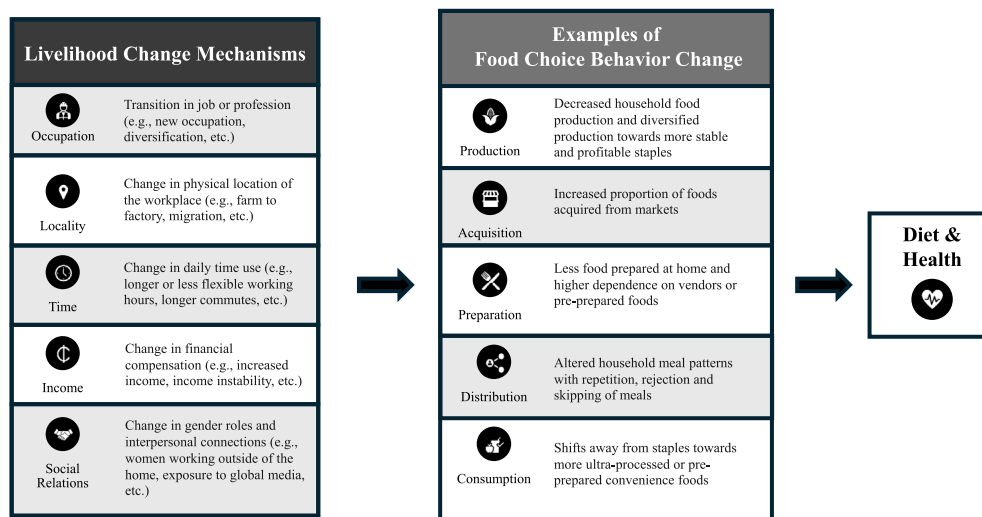 Livelihood Change Mechanisms
Occupation
Transition in job or profession
(e.g., new occupation,
diversification, etc.)
Locality
Change in physical location of
the workplace (e.g., farm to
factory, migration, etc.)
Time
Change in daily time use (e.g.,
longer or less flexible working
hours, longer commutes, etc.)
Income
Change in financial
compensation (e.g., increased
income, income instability, etc.)
Social
Relations
Change in gender roles and
interpersonal connections (e.g.,
women working outside of the
home, exposure to global media,
etc.)
Examples of
Food Choice Behavior Change
Production
Decreased household food
production and diversified
production towards more stable
and profitable staples
Acquisition
Increased proportion of foods
acquired from markets
Preparation
Less food prepared at home and
higher dependence on vendors or
pre-prepared foods
Distribution
Altered household meal patterns
with repetition, rejection and
skipping of meals
Consumption
Shifts away from staples towards
more ultra-processed or pre-
prepared convenience foods
Diet &
Health